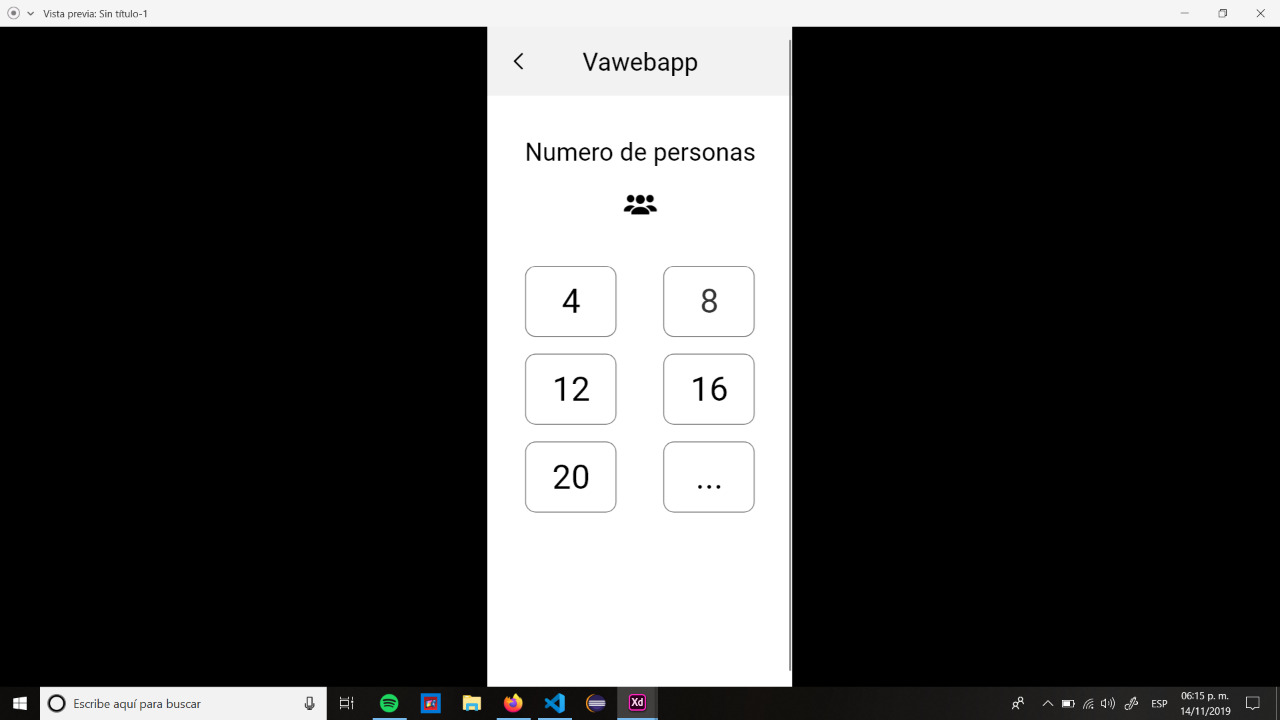 Vista previa: Sin título-1
Vawebapp
Numero de personas
4
8
12
16
20
...
Escribe aquí para buscar
Xd
ESP
06:15 p. m.
14/11/2019